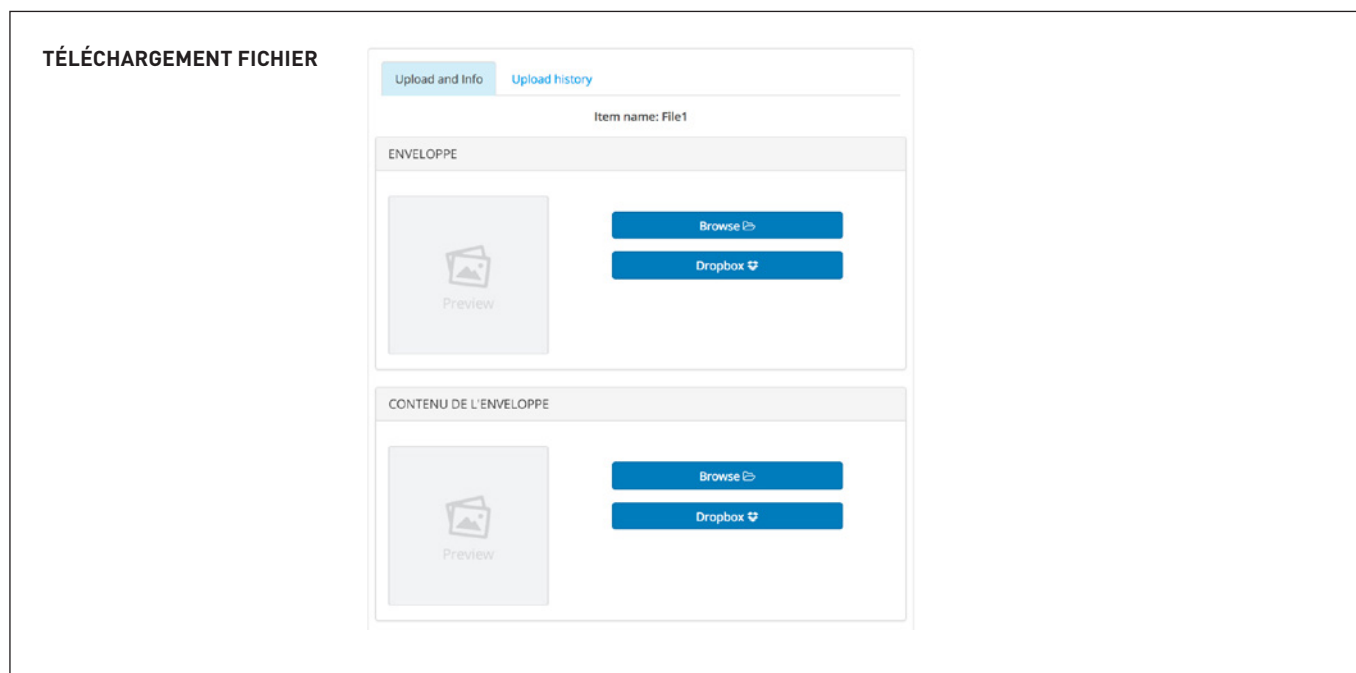 TÉLÉCHARGEMENT FICHIER
Upload and Info
Upload history
Item name: File1
ENVELOPPE
Preview
Browse
Dropbox
CONTENU DE L'ENVELOPPE
Preview
Browse
Dropbox